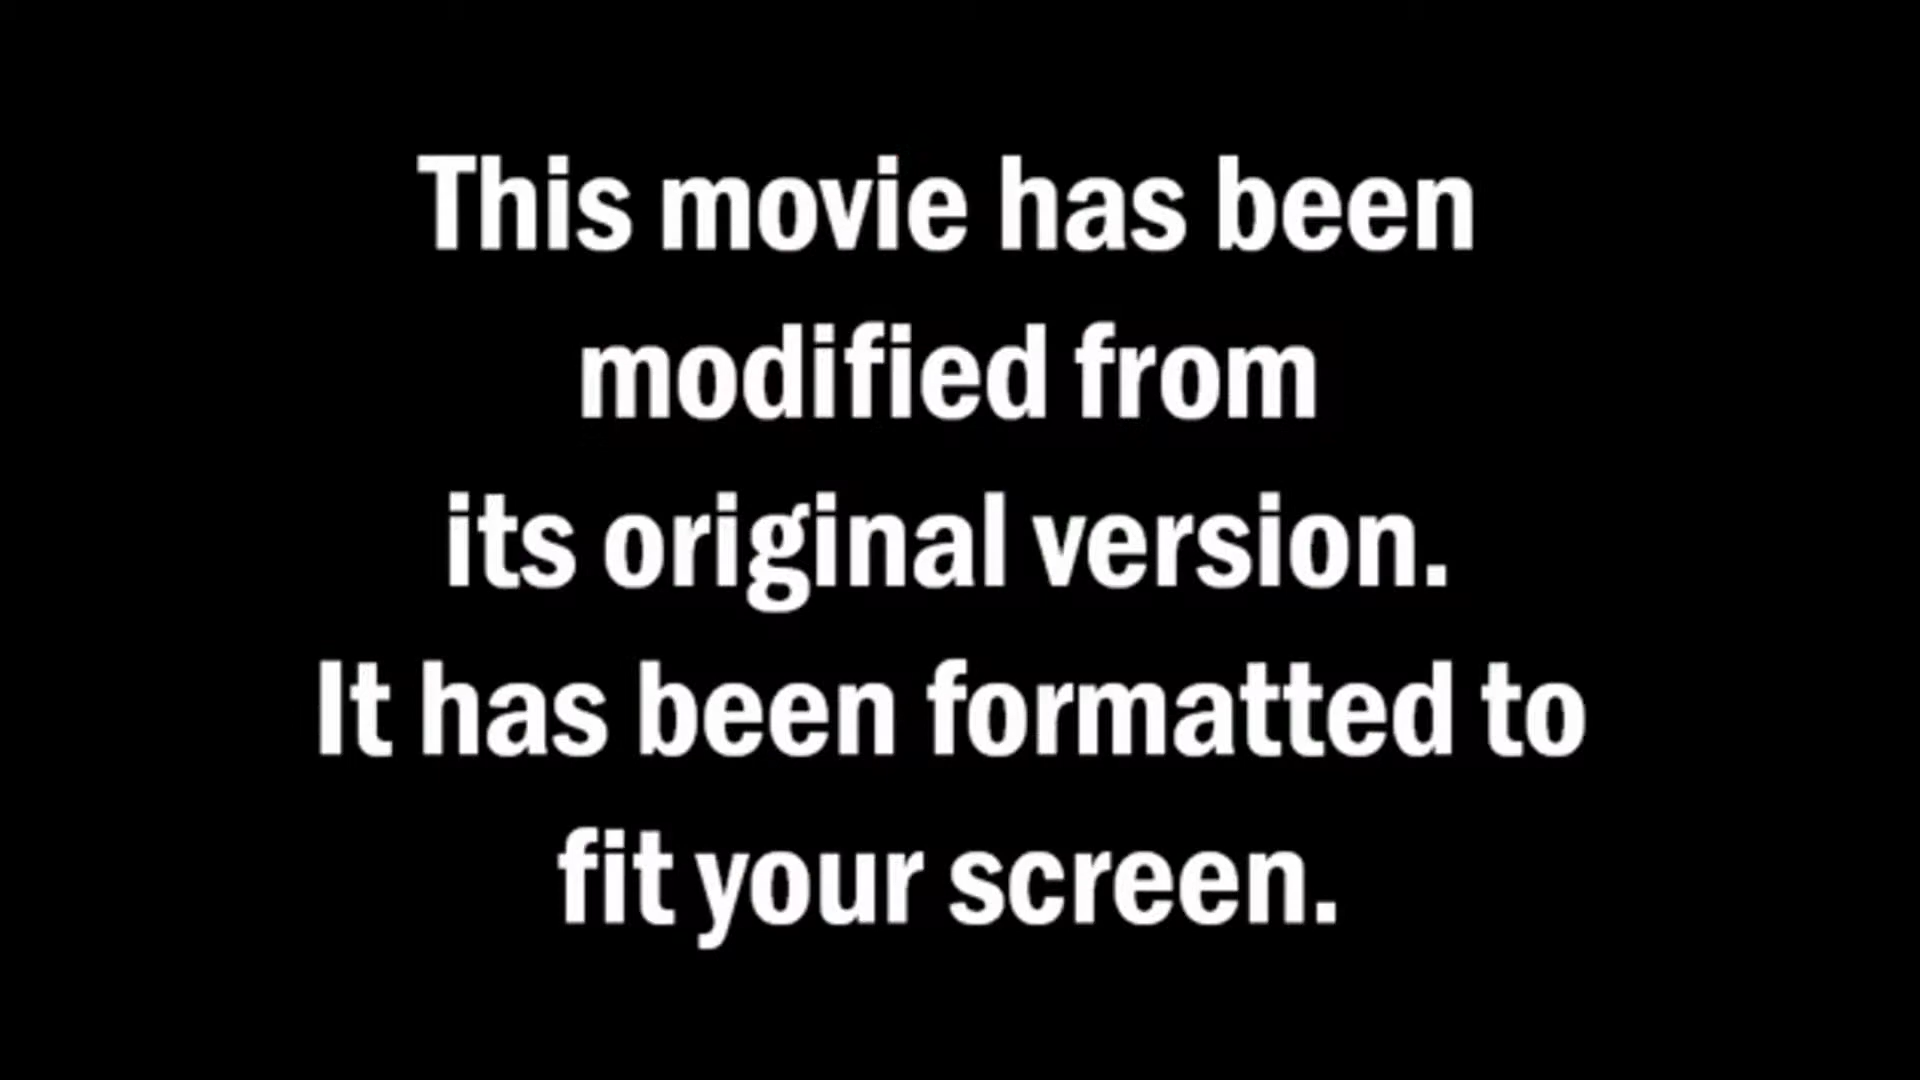 This movie has been
modified from
its original version.
It has been formatted to
fit your screen.